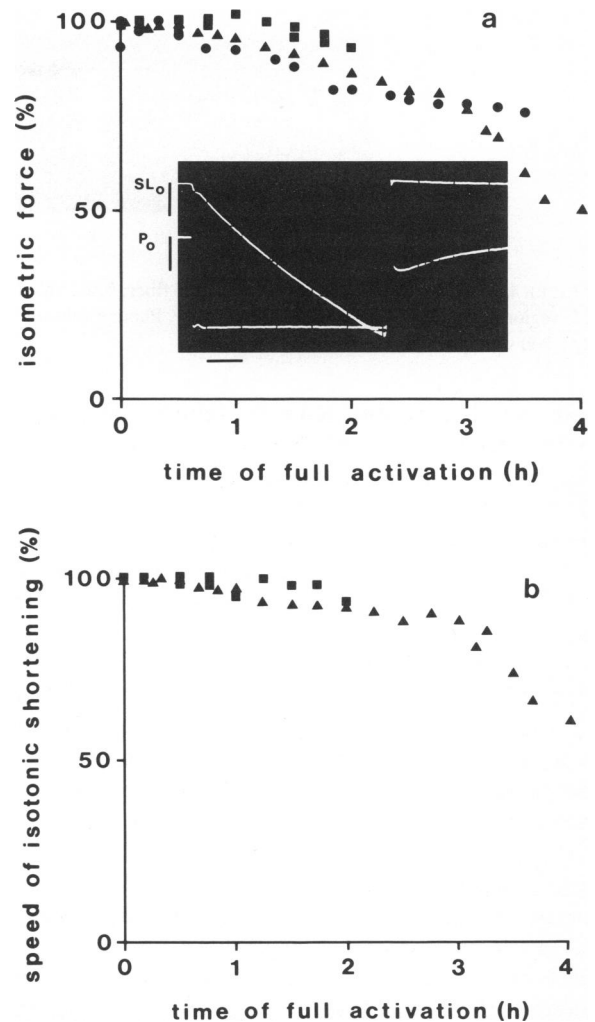 a
100
50
0
isometric force (%)
SLo
Po
0 1 2 3 4
time of full activation (h)
b
100
50
0
speed of isotonic shortening (%)
0 1 2 3 4
time of full activation (h)